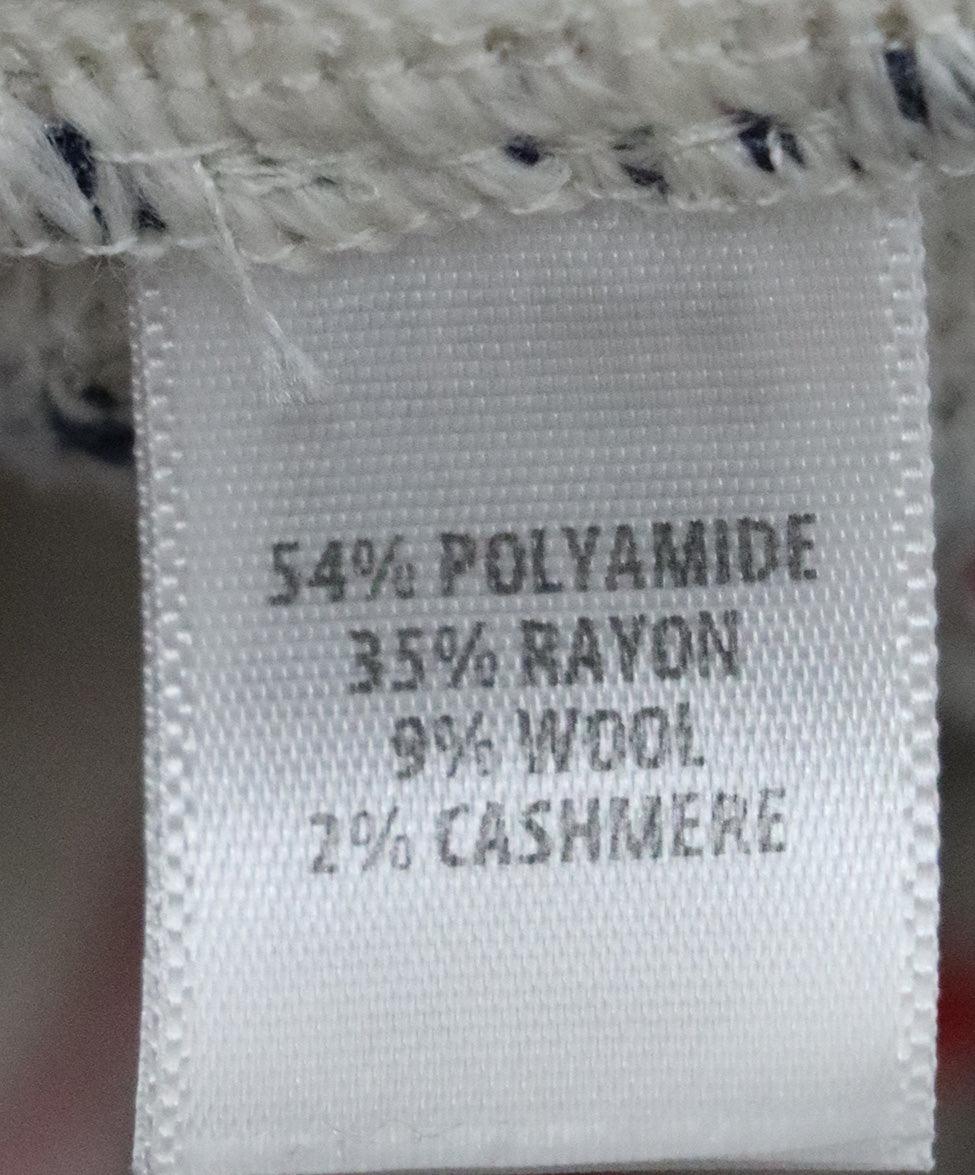 54% POLYAMIDE
35% RAYON
9% WOOL
2% CASHMERE